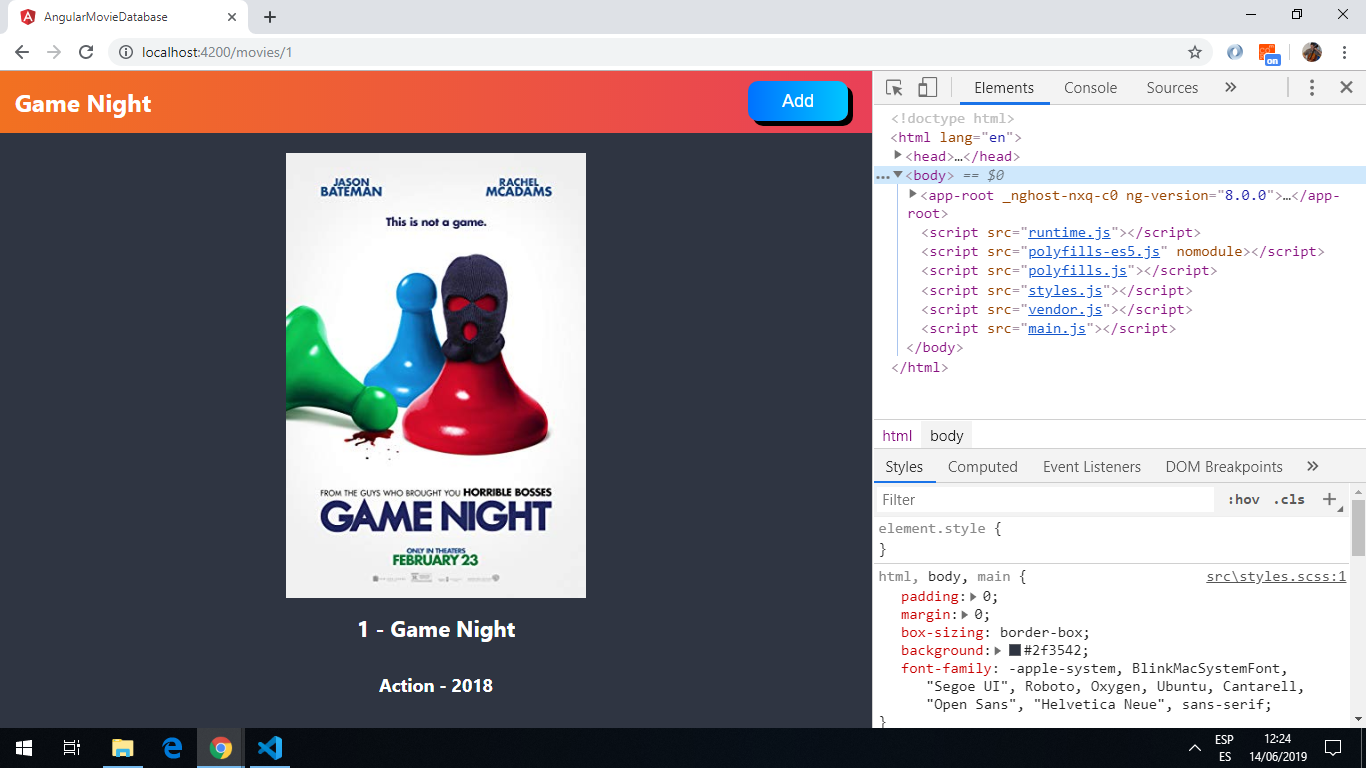 AngularMovieDatabase
localhost:4200/movies/1
on
Game Night
Add
JASON BATEMAN
RACHEL MCADAMS
This is not a game.
FROM THE GUYS WHO BROUGHT YOU HORRIBLE BOSSES
GAME NIGHT
ONLY IN THEATERS
FEBRUARY 23
1 - Game Night
Action - 2018
Elements
Console
Sources
<!doctype html>
<html lang="en">
<head>…</head>
<body> == $0
<app-root _nghost-nxq-c0 ng-version="8.0.0">…</app-
root>
<script src="runtime.js"></script>
<script src="polyfills-es5.js" nomodule></script>
<script src="polyfills.js"></script>
<script src="styles.js"></script>
<script src="vendor.js"></script>
<script src="main.js"></script>
</body>
</html>
html body
Styles Computed Event Listeners DOM Breakpoints
Filter :hov .cls
element.style {
}
html, body, main { src\styles.scss:1
padding: 0;
margin: 0;
box-sizing: border-box;
background: #2f3542;
font-family: -apple-system, BlinkMacSystemFont,
"Segoe UI", Roboto, Oxygen, Ubuntu, Cantarell,
"Open Sans", "Helvetica Neue", sans-serif;
}
ESP
ES
12:24
14/06/2019